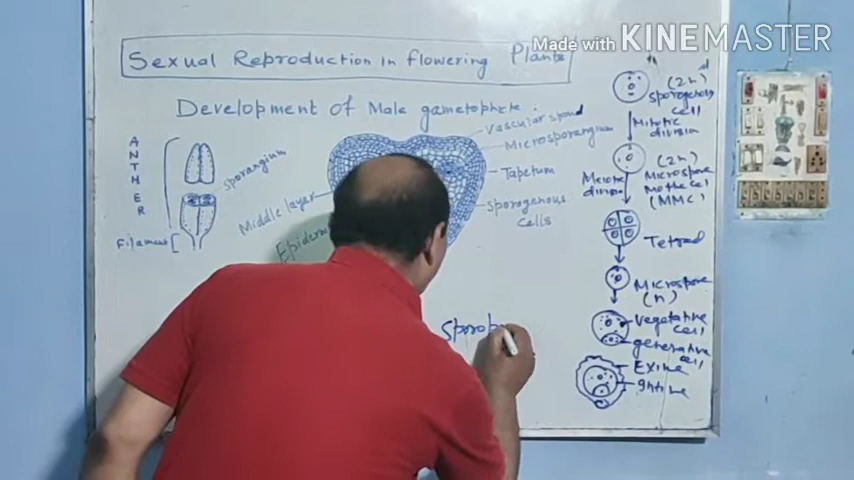 Made with KINEMASTER
Sexual Reproduction in flowering Plants
Development of Male gametophyte.
ANTHER
Filament
sporangium
Middle layer
Vascular
Microsporangium
Tapetum
sporogenous
cells
(2n)
sporogenous
cell
Mitotic
division
(2n)
Microspore
Mothe cell
(MMC)
Meiotic
division
Tetrad
Microspore
(n)
vegetative
cell
generative
cell
Exine
Intine